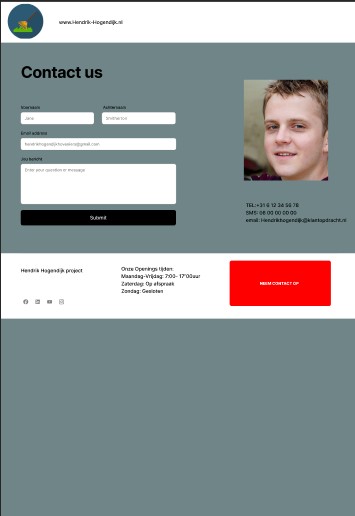 www.Hendrik-Hogendijk.nl
Contact us
Voornaam
Achternaam
Jane
Smitherton
Email address
hendrikhogendijkhoveniers@gmail.com
Jou bericht
Enter your question or message
Submit
TEL:+31 6 12 34 56 78
SMS: 06 00 00 00 00
email: Hendrikhogendijk@klantopdracht.nl
Hendrik Hogendijk project
Onze Openings tijden:
Maandag-Vrijdag: 7:00- 17"00uur
Zaterdag: Op afspraak
Zondag: Gesloten
NEEM CONTACT OP